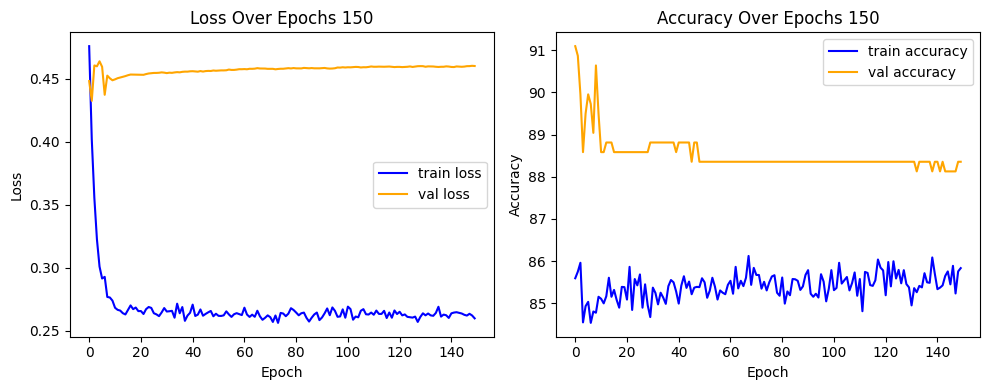 Loss Over Epochs 150
Loss
0.45
0.40
0.35
0.30
0.25
train loss
val loss
0 20 40 60 80 100 120 140
Epoch
Accuracy Over Epochs 150
Accuracy
91
90
89
88
87
86
85
train accuracy
val accuracy
0 20 40 60 80 100 120 140
Epoch